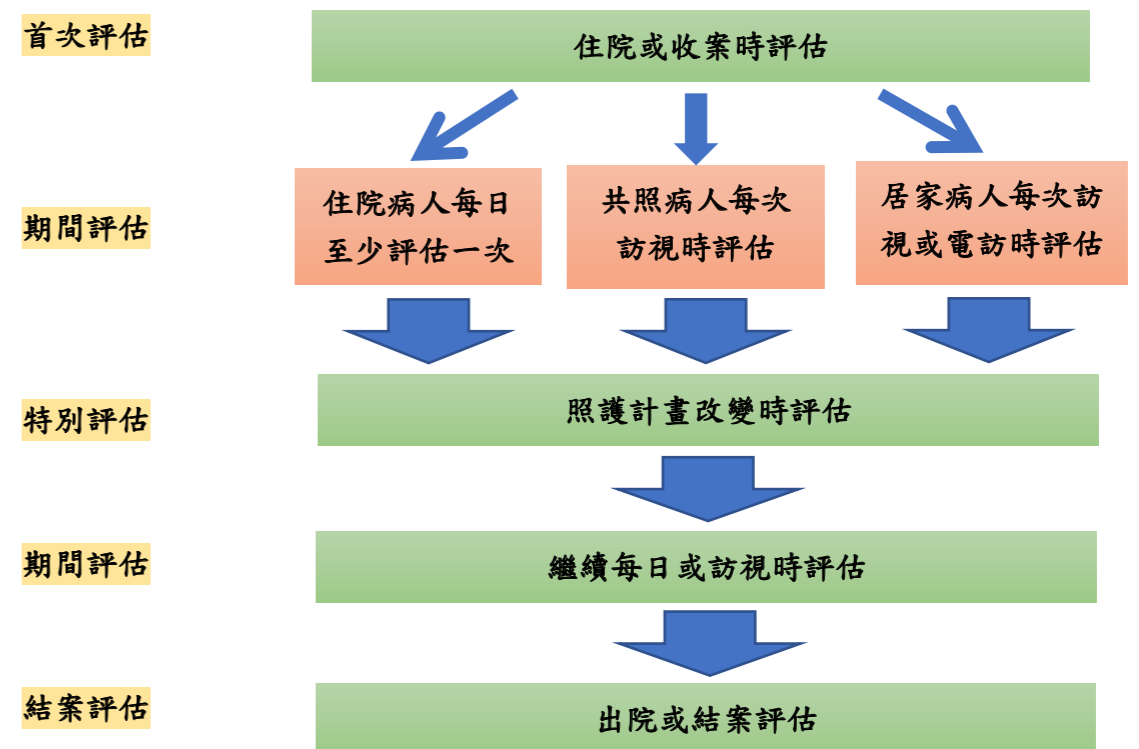 首次評估
住院或收案時評估
期間評估
住院病人每日
至少評估一次
共照病人每次
訪視時評估
居家病人每次訪
視或電訪時評估
特別評估
照護計畫改變時評估
期間評估
繼續每日或訪視時評估
結案評估
出院或結案評估